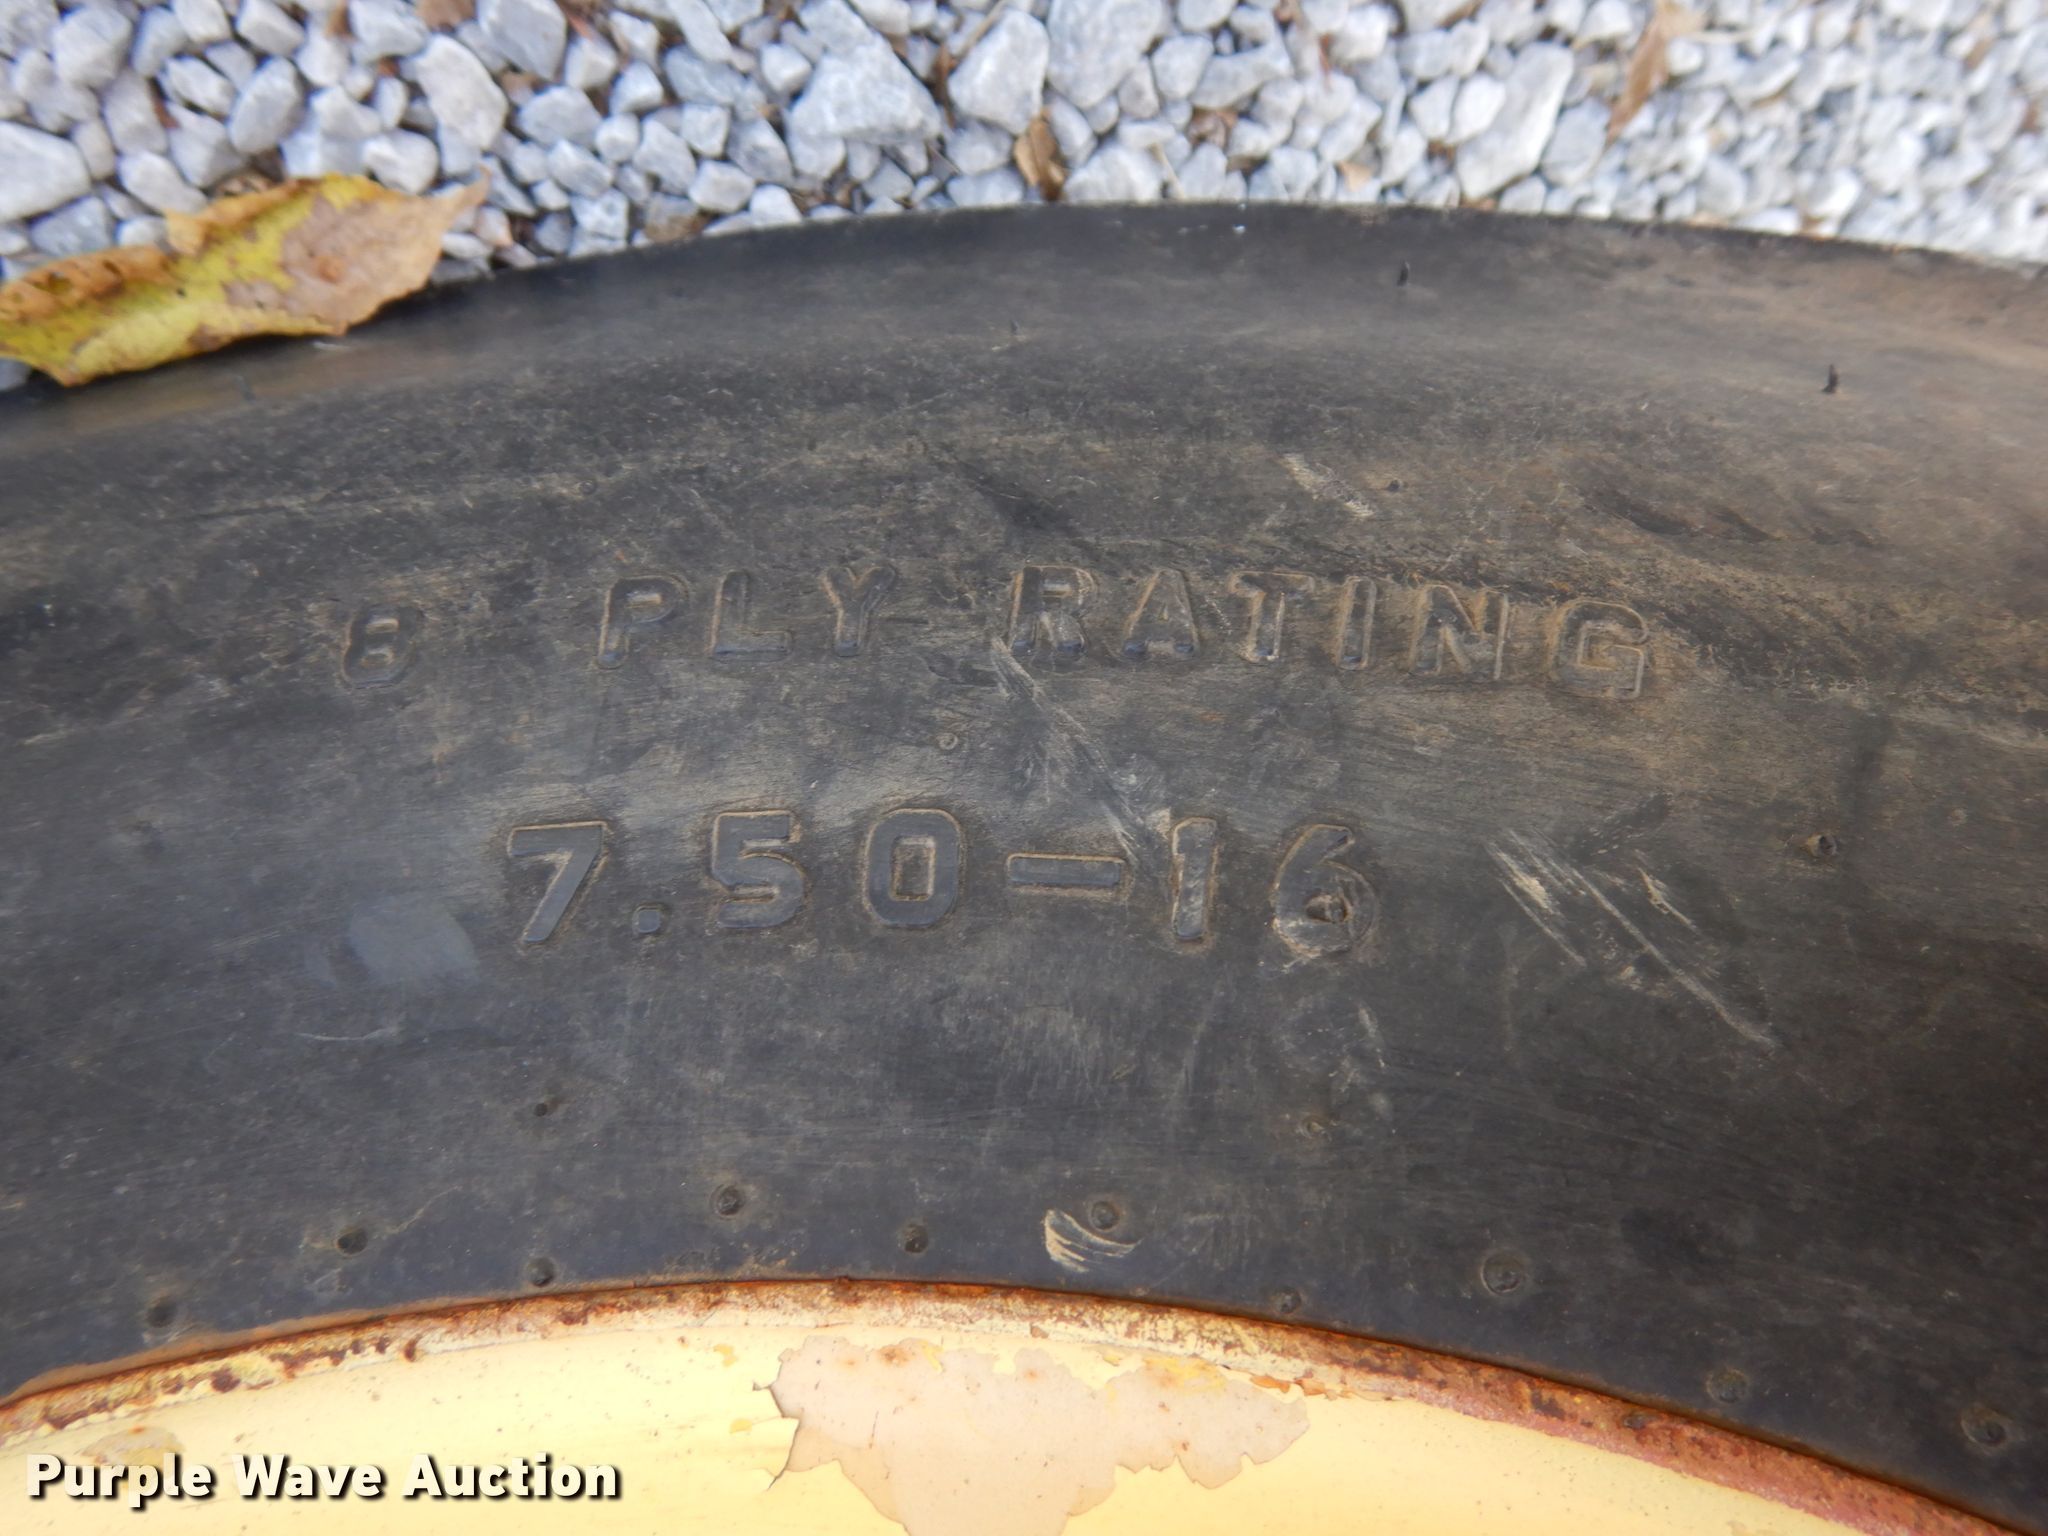 8 PLY RATING
7.50-16
Purple Wave Auction